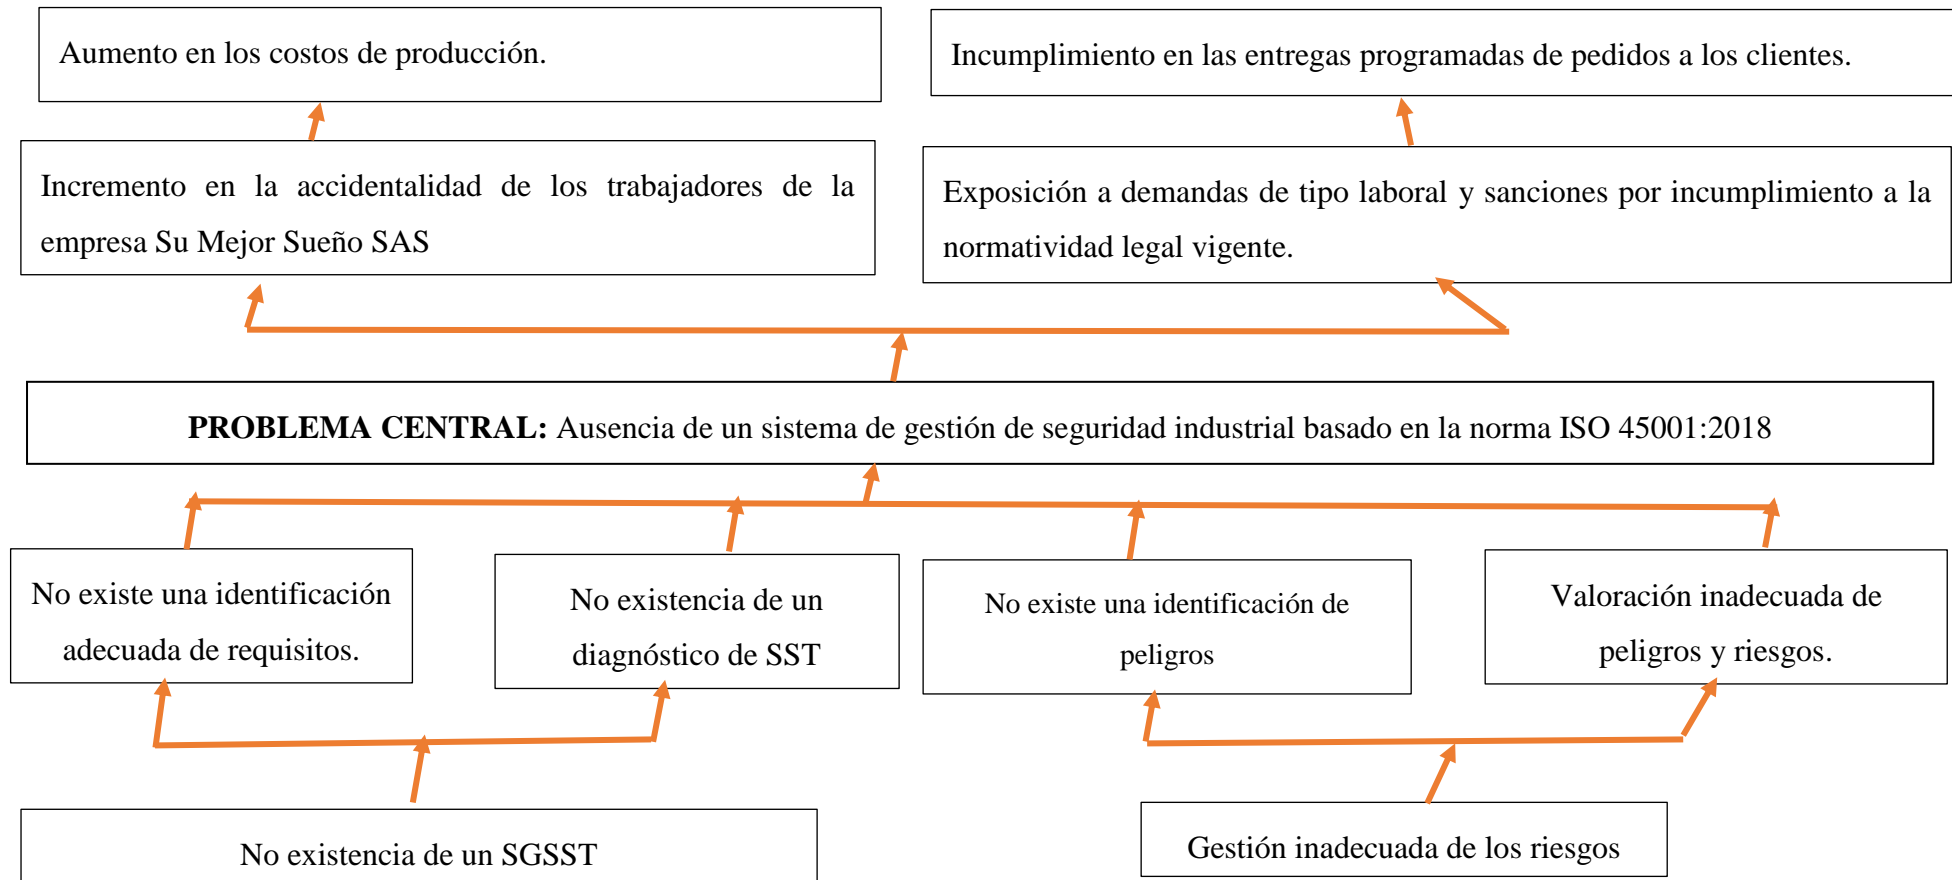 Aumento en los costos de producción.
Incumplimiento en las entregas programadas de pedidos a los clientes.
Incremento en la accidentalidad de los trabajadores de la
empresa Su Mejor Sueño SAS
Exposición a demandas de tipo laboral y sanciones por incumplimiento a la
normatividad legal vigente.
PROBLEMA CENTRAL: Ausencia de un sistema de gestión de seguridad industrial basado en la norma ISO 45001:2018
No existe una identificación
adecuada de requisitos.
No existencia de un
diagnóstico de SST
No existe una identificación de
peligros
Valoración inadecuada de
peligros y riesgos.
No existencia de un SGSST
Gestión inadecuada de los riesgos